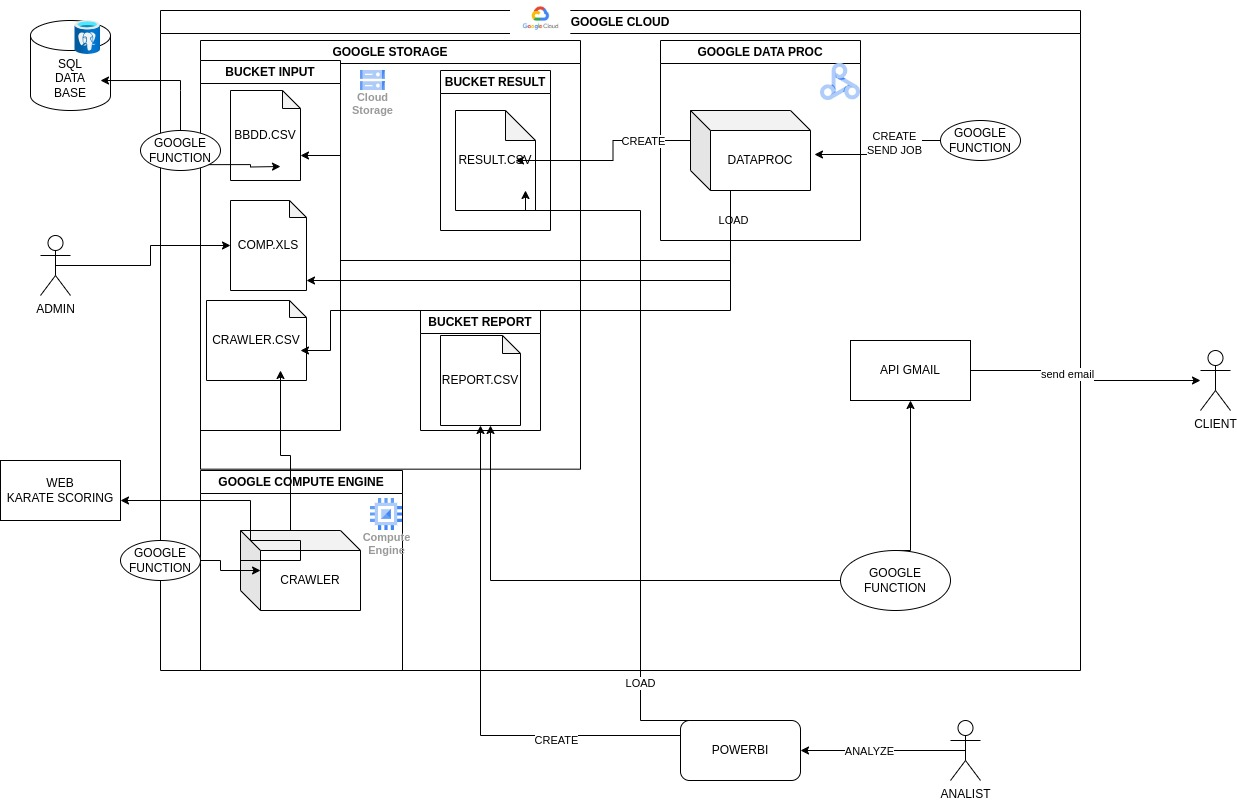 Google Cloud
GOOGLE CLOUD
GOOGLE STORAGE
GOOGLE DATA PROC
BUCKET INPUT
BUCKET RESULT
SQL
DATA
BASE
Cloud
Storage
BBDD.CSV
GOOGLE
FUNCTION
RESULT.CSV
CREATE
DATAPROC
CREATE
SEND JOB
GOOGLE
FUNCTION
LOAD
COMP.XLS
ADMIN
CRAWLER.CSV
BUCKET REPORT
REPORT.CSV
API GMAIL
send email
CLIENT
WEB
KARATE SCORING
GOOGLE COMPUTE ENGINE
Compute
Engine
GOOGLE
FUNCTION
CRAWLER
GOOGLE
FUNCTION
LOAD
CREATE
POWERBI
ANALYZE
ANALIST